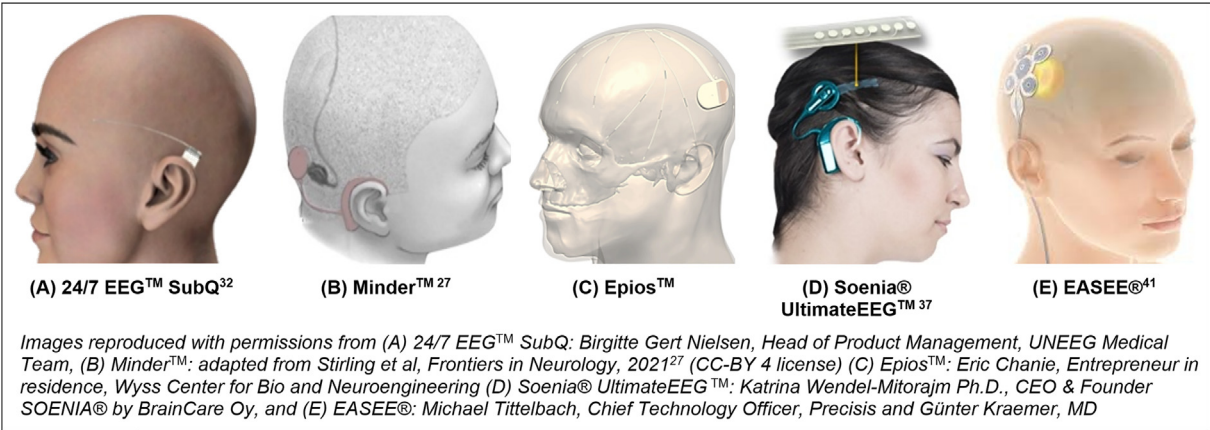 (A) 24/7 EEG™ SubQ32
(B) Minder™ 27
(C) Epios™
(D) Soenia®
UltimateEEG™ 37
(E) EASEE®41
Images reproduced with permissions from (A) 24/7 EEG™ SubQ: Birgitte Gert Nielsen, Head of Product Management, UNEEG Medical
Team, (B) Minder™: adapted from Stirling et al, Frontiers in Neurology, 202127 (CC-BY 4 license) (C) Epios™: Eric Chanie, Entrepreneur in
residence, Wyss Center for Bio and Neuroengineering (D) Soenia® UltimateEEG ™: Katrina Wendel-Mitorajm Ph.D., CEO & Founder
SOENIA® by BrainCare Oy, and (E) EASEE®: Michael Tittelbach, Chief Technology Officer, Precisis and Günter Kraemer, MD